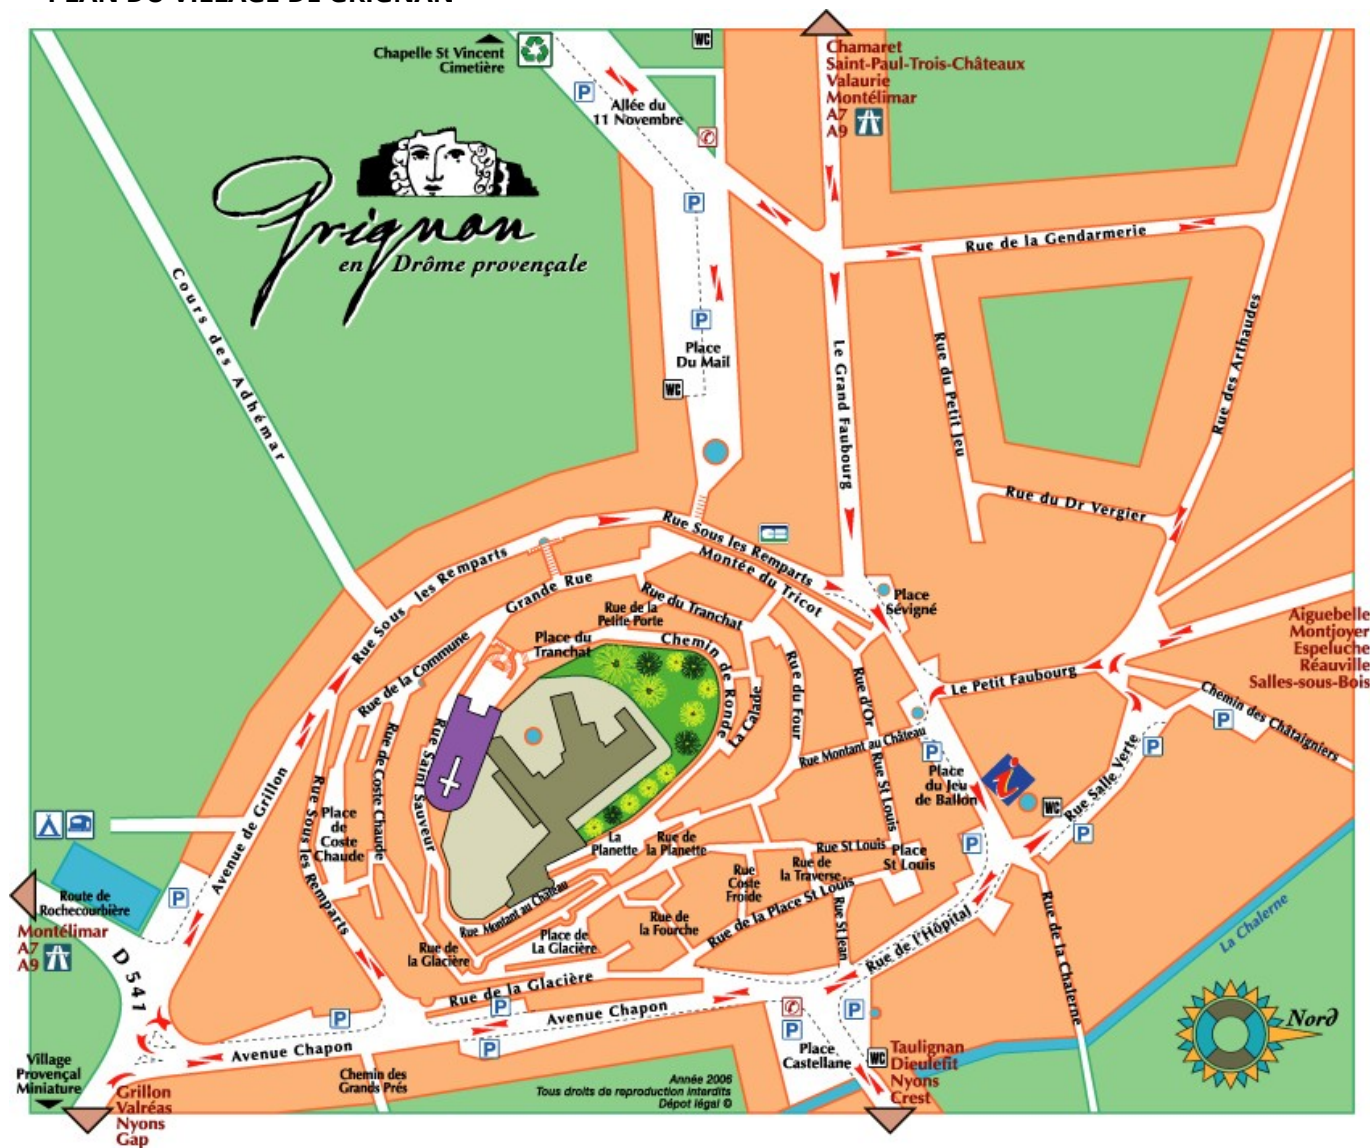 PLAN DU VILLAGE DE GRIGNAN
Chapelle St Vincent
Cimetière
WC
Chamaret
Saint-Paul-Trois-Châteaux
Valaurie
Montélimar
A7
A9
P
Allée du
11 Novembre
Grignan
en Drôme provençale
P
Rue de la Gendarmerie
Cours des Adhémar
P
Place
Du Mail
WC
Le Grand Faubourg
Rue du Petit Jeu
Rue des Arthaudes
Rue du Dr Vergier
Rue Sous les Remparts
Rue Sous les Remparts
Montée du Tricot
Grande Rue
Place
Sévigné
Rue de la
Petite Porte
Rue du Tranchat
Place du
Tranchat
Chemin de Ronde
Rue de la Commune
Aiguebelle
Montjoyer
Espeluche
Réauville
Salles-sous-Bois
Le Petit Faubourg
Chemin des Châtaigniers
P
La Calade
Rue du Four
Rue d'Or
Rue Montant au Château
P
P
Rue Saint Sauveur
Rue de Coste Chaude
Rue Sous les Remparts
Place
de
Coste
Chaude
Avenue de Grillon
Place
du Jeu
de Ballon
i
WC
Rue Salle Verte
P
Rue St Louis
La
Planette
Rue de
la Planette
Rue St Louis
Place
St Louis
P
Rue de
la Traverse
Rue
Coste
Froide
Rue de la Place St Louis
Rue Montant au Château
P
Route de
Rochecourbière
Montélimar
A7
A9
D 541
Rue de
la Fourche
Place de
La Glacière
Rue de
la Glacière
Rue St Jean
Rue de l'Hôpital
Rue de la Chalerne
La Chalerne
Rue de la Glacière
P
P
Avenue Chapon
P
P
P
Nord
Avenue Chapon
Place
Castellane
WC
Taulignan
Dieulefit
Nyons
Crest
Village
Provençal
Miniature
Chemin des
Grands Prés
Grillon
Valréas
Nyons
Gap
Année 2006
Tous droits de reproduction interdits
Dépot légal ©